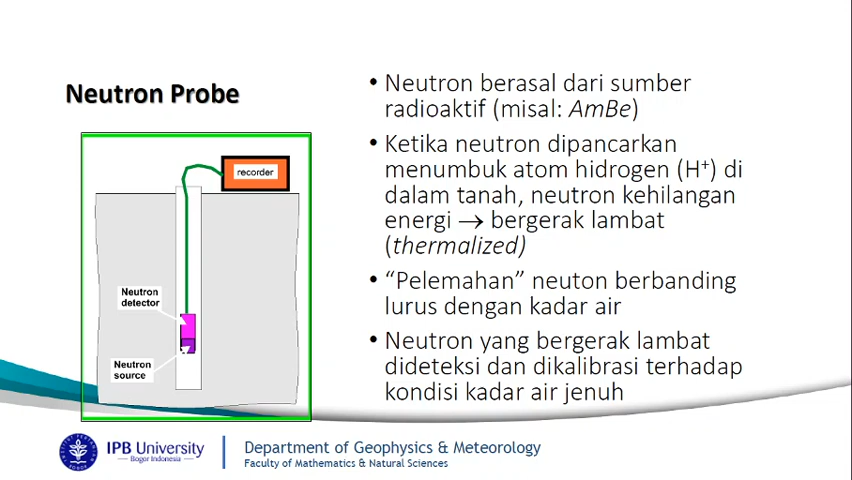 Neutron Probe
recorder
Neutron
detector
Neutron
source
• Neutron berasal dari sumber
radioaktif (misal: AmBe)
• Ketika neutron dipancarkan
menumbuk atom hidrogen (H⁺) di
dalam tanah, neutron kehilangan
energi → bergerak lambat
(thermalized)
• “Pelemahan” neuton berbanding
lurus dengan kadar air
• Neutron yang bergerak lambat
dideteksi dan dikalibrasi terhadap
kondisi kadar air jenuh
IPB University
Bogor Indonesia
Department of Geophysics & Meteorology
Faculty of Mathematics & Natural Sciences